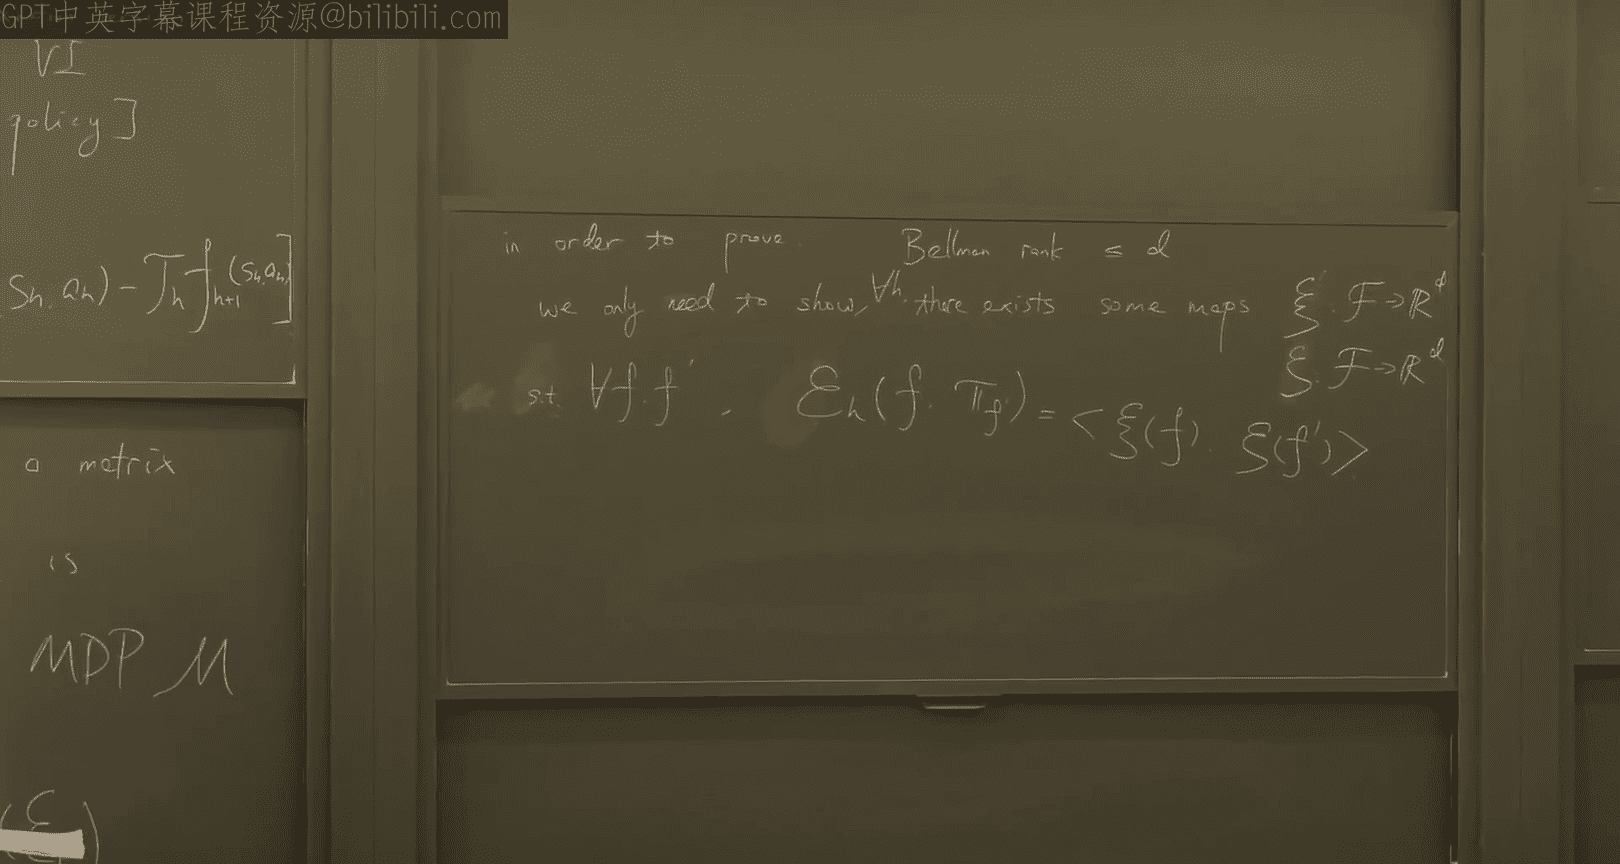 GPT中英字幕课程资源@bilibili.com
VI
policy]
s_h, a_h) - T_h f_{h+1}(s_h, a_h)]
a matrix
is
MDP M
in order to prove. Bellman rank ≤ d
we only need to show, ∀h, there exists some maps ξ. F → R^d
ξ. F → R^d
s.t. ∀f, f', ℰ_h(f, π_f') = <ξ(f), ξ(f')>